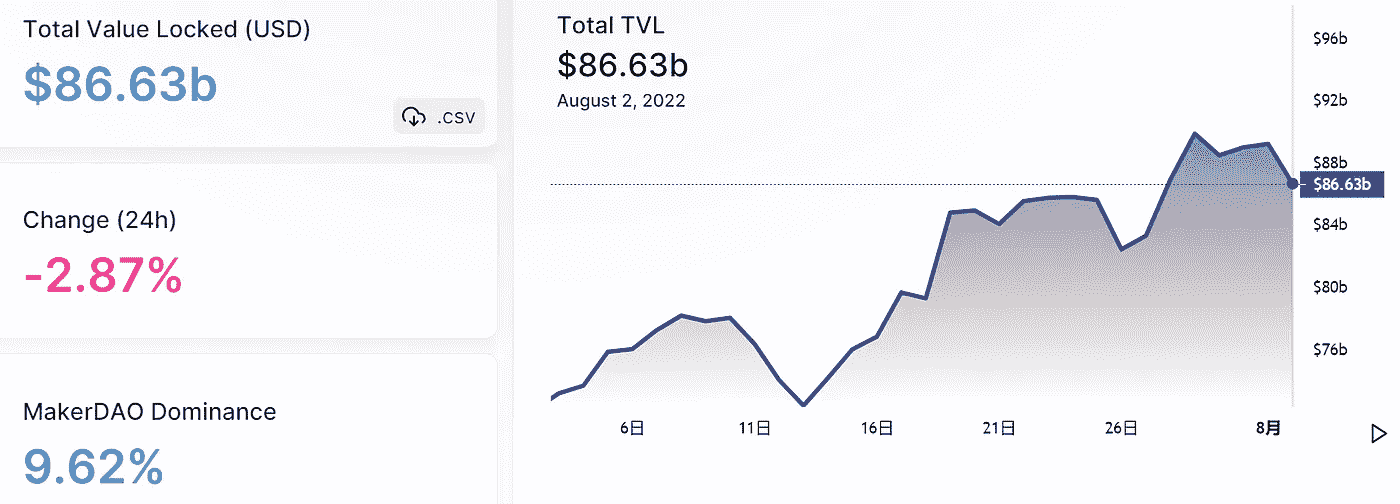 Total Value Locked (USD)
$86.63b
.CSV
Change (24h)
-2.87%
MakerDAO Dominance
9.62%
Total TVL
$86.63b
August 2, 2022
$96b
$92b
$88b
$86.63b
$84b
$80b
$76b
6日 11日 16日 21日 26日 8月